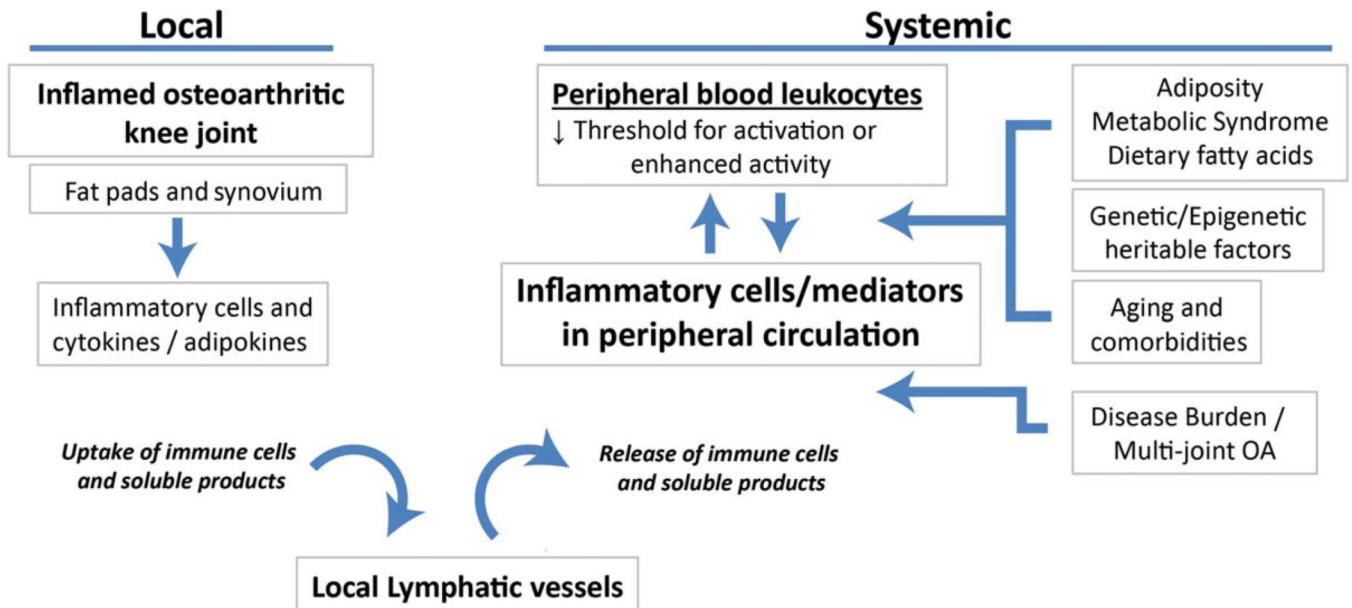 Local
Inflamed osteoarthritic
knee joint
Fat pads and synovium
Inflammatory cells and
cytokines / adipokines
Uptake of immune cells
and soluble products
Local Lymphatic vessels
Release of immune cells
and soluble products
Systemic
Peripheral blood leukocytes
↓ Threshold for activation or
enhanced activity
Inflammatory cells/mediators
in peripheral circulation
Adiposity
Metabolic Syndrome
Dietary fatty acids
Genetic/Epigenetic
heritable factors
Aging and
comorbidities
Disease Burden /
Multi-joint OA